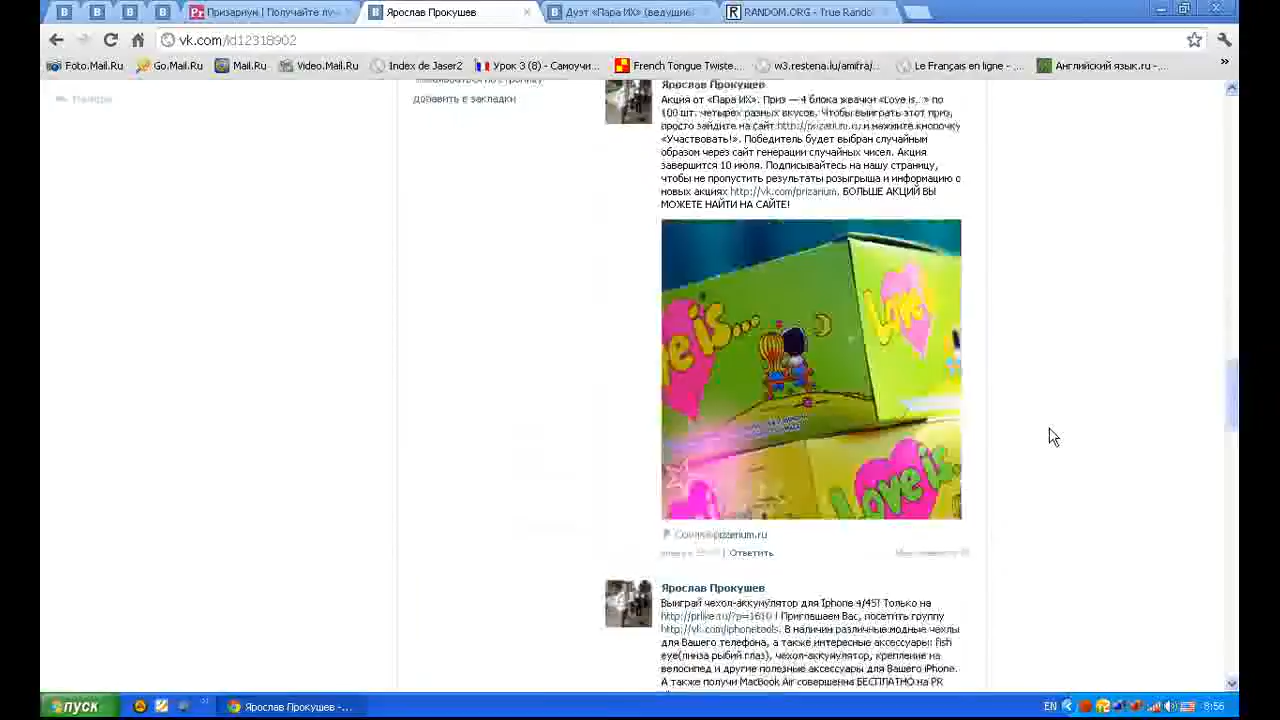 Призариум | Получайте лу
Ярослав Прокушев
Дуэт «Пара ИХ» (ведущие
RANDOM.ORG - True Rando
vk.com/id12318902
Foto.Mail.Ru
Go.Mail.Ru
Mail.Ru
Video.Mail.Ru
Index de Jaser2
Урок 3 (8) - Самоучи...
French Tongue Twiste...
w3.restena.lu/amifra/...
Le Français en ligne - ...
Английский язык.ru - ...
»
добавить в закладки
Ярослав Прокушев
Акция от «Пара ИХ». Приз — 4 блока жвачки «Love is...» по
100 шт. четырех разных вкусов. Чтобы выиграть этот приз,
просто зайдите на сайт http://prizarium.ru и нажмите кнопочку
«Участвовать!». Победитель будет выбран случайным
образом через сайт генерации случайных чисел. Акция
завершится 10 июля. Подписывайтесь на нашу страницу,
чтобы не пропустить результаты розыгрыша и информацию о
новых акциях http://vk.com/prizarium. БОЛЬШЕ АКЦИЙ ВЫ
МОЖЕТЕ НАЙТИ НА САЙТЕ!
ve is...
Love
Love is.
prizarium.ru
| Ответить
Ярослав Прокушев
Выиграй чехол-аккумулятор для Iphone 4/4S! Только на
http://prlike.ru/?p=1610 ! Приглашаем Вас, посетить группу
http://vk.com/iphonetools. В наличии различные модные чехлы
для Вашего телефона, а также интересные аксессуары: fish
eye(линза рыбий глаз), чехол-аккумулятор, крепление на
велосипед и другие полезные аксессуары для Вашего iPhone.
А также получи MacBook Air совершенна БЕСПЛАТНО на PR
пуск
Ярослав Прокушев -...
EN
8:56